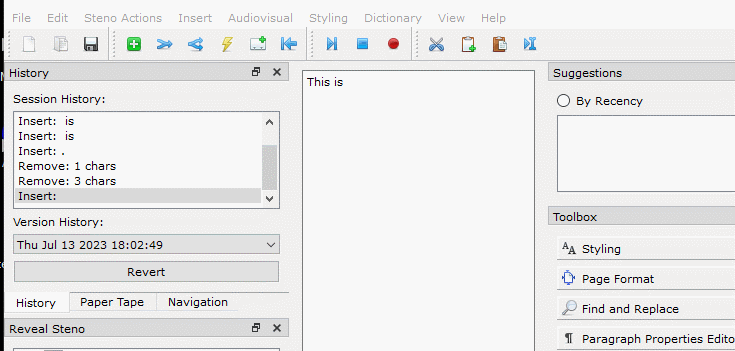 File Edit Steno Actions Insert Audiovisual Styling Dictionary View Help
History
Session History:
Insert:  is
Insert:  is
Insert: .
Remove: 1 chars
Remove: 3 chars
Insert:
Version History:
Thu Jul 13 2023 18:02:49
Revert
History Paper Tape Navigation
Reveal Steno
This is
Suggestions
By Recency
Toolbox
Styling
Page Format
Find and Replace
Paragraph Properties Edito